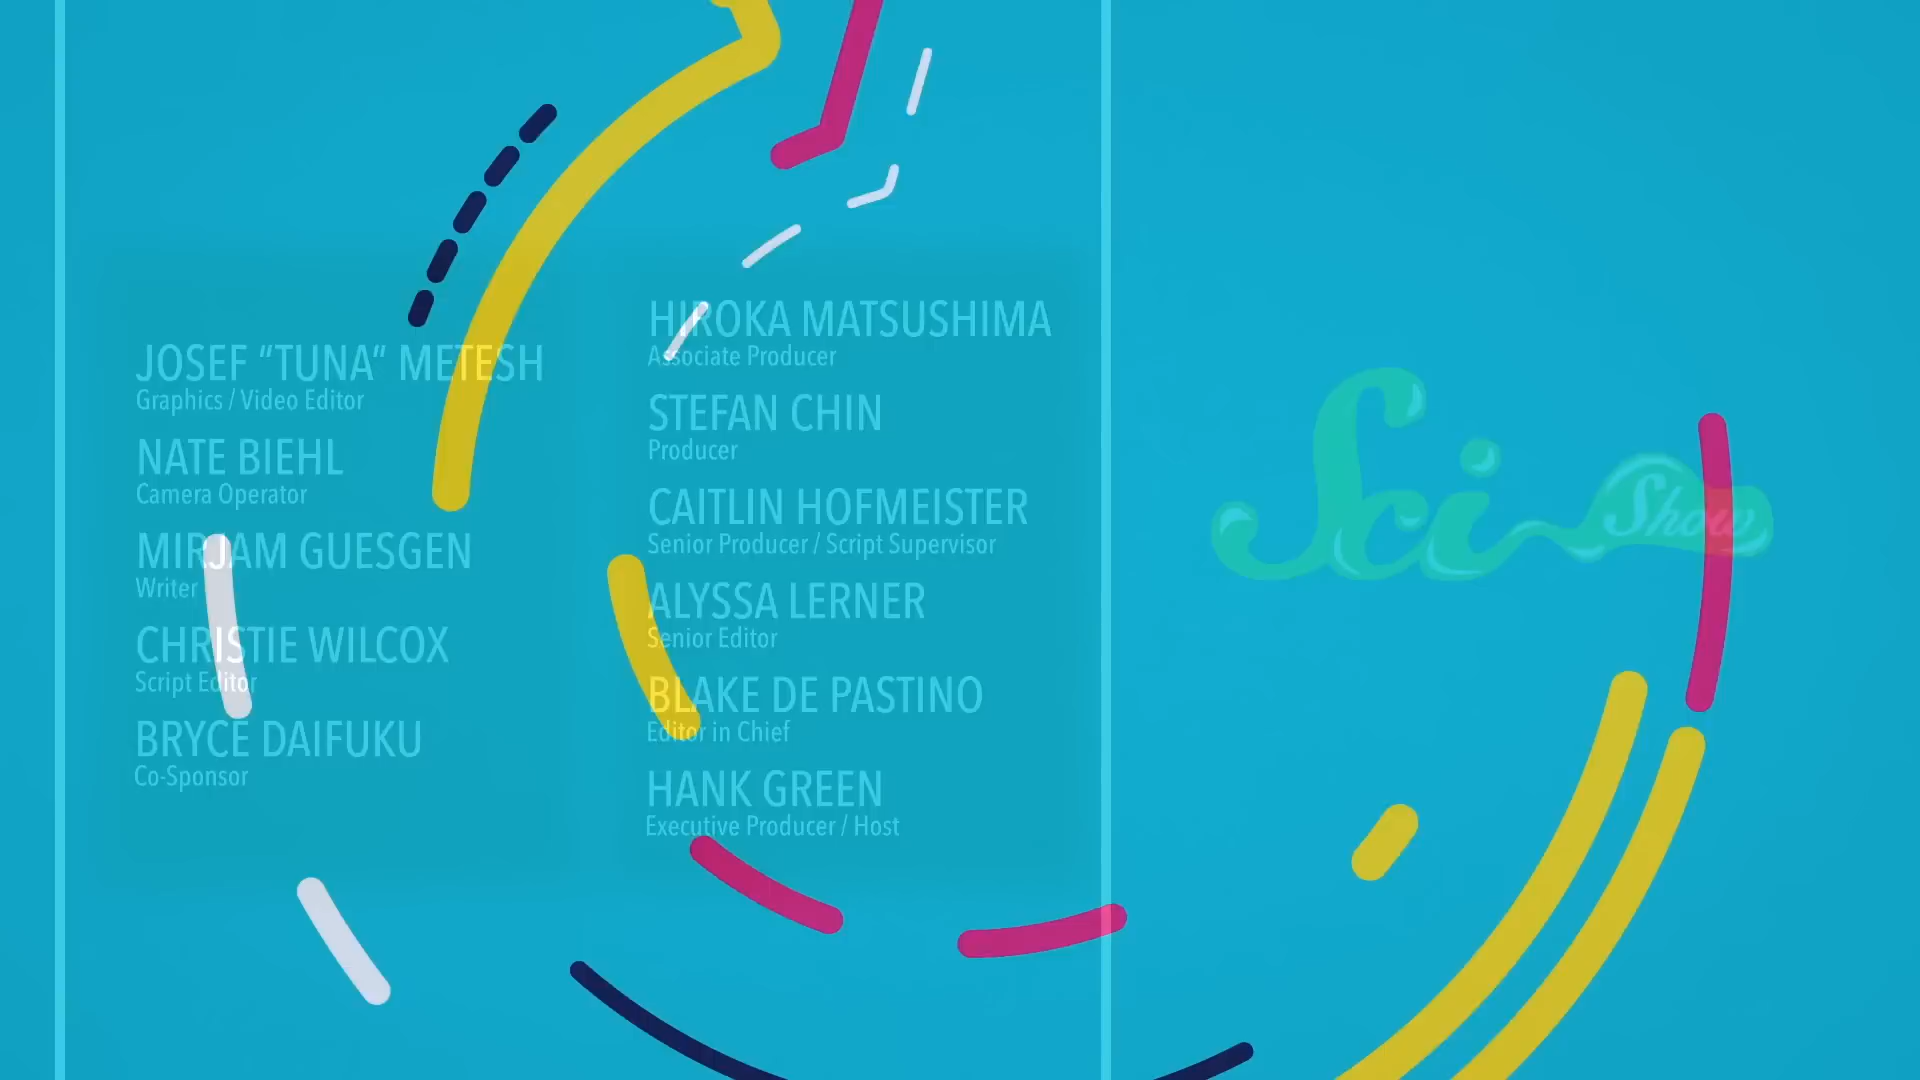 JOSEF “TUNA” METESH
Graphics / Video Editor
NATE BIEHL
Camera Operator
MIRJAM GUESGEN
Writer
CHRISTIE WILCOX
Script Editor
BRYCE DAIFUKU
Co-Sponsor
HIROKA MATSUSHIMA
Associate Producer
STEFAN CHIN
Producer
CAITLIN HOFMEISTER
Senior Producer / Script Supervisor
ALYSSA LERNER
Senior Editor
BLAKE DE PASTINO
Editor in Chief
HANK GREEN
Executive Producer / Host
Sci Show